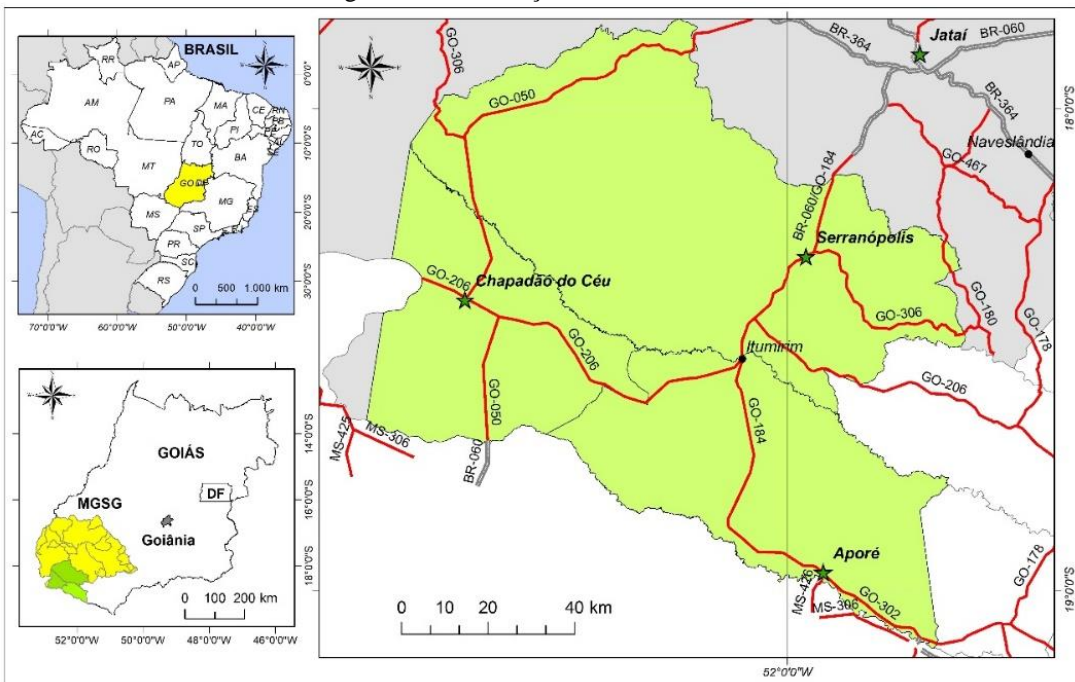 BRASIL
RR
AP
AM
PA
MA
CE
RN
PB
PE
AL
SE
PI
AC
RO
TO
MT
BA
GO
DF
MG
MS
ES
SP
RJ
PR
SC
RS
0°0'0"
10°0'0"S
20°0'0"S
30°0'0"S
0 500 1.000 km
70°0'0"W 60°0'0"W 50°0'0"W 40°0'0"W
GOIÁS
DF
MGSG
Goiânia
14°0'0"S
16°0'0"S
18°0'0"S
0 100 200 km
52°0'0"W 50°0'0"W 48°0'0"W 46°0'0"W
GO-306
GO-050
BR-364
Jataí
BR-060
BR-364
18°0'0"S
Naveslândia
GO-467
BR-060/GO-184
Serranópolis
GO-206
Chapadão do Céu
GO-306
GO-180
GO-178
GO-206
Itumirim
GO-206
GO-050
GO-184
MS-425
MS-306
BR-060
Aporé
GO-178
MS-426
GO-302
MS-306
19°0'0"S
0 10 20 40 km
52°0'0"W